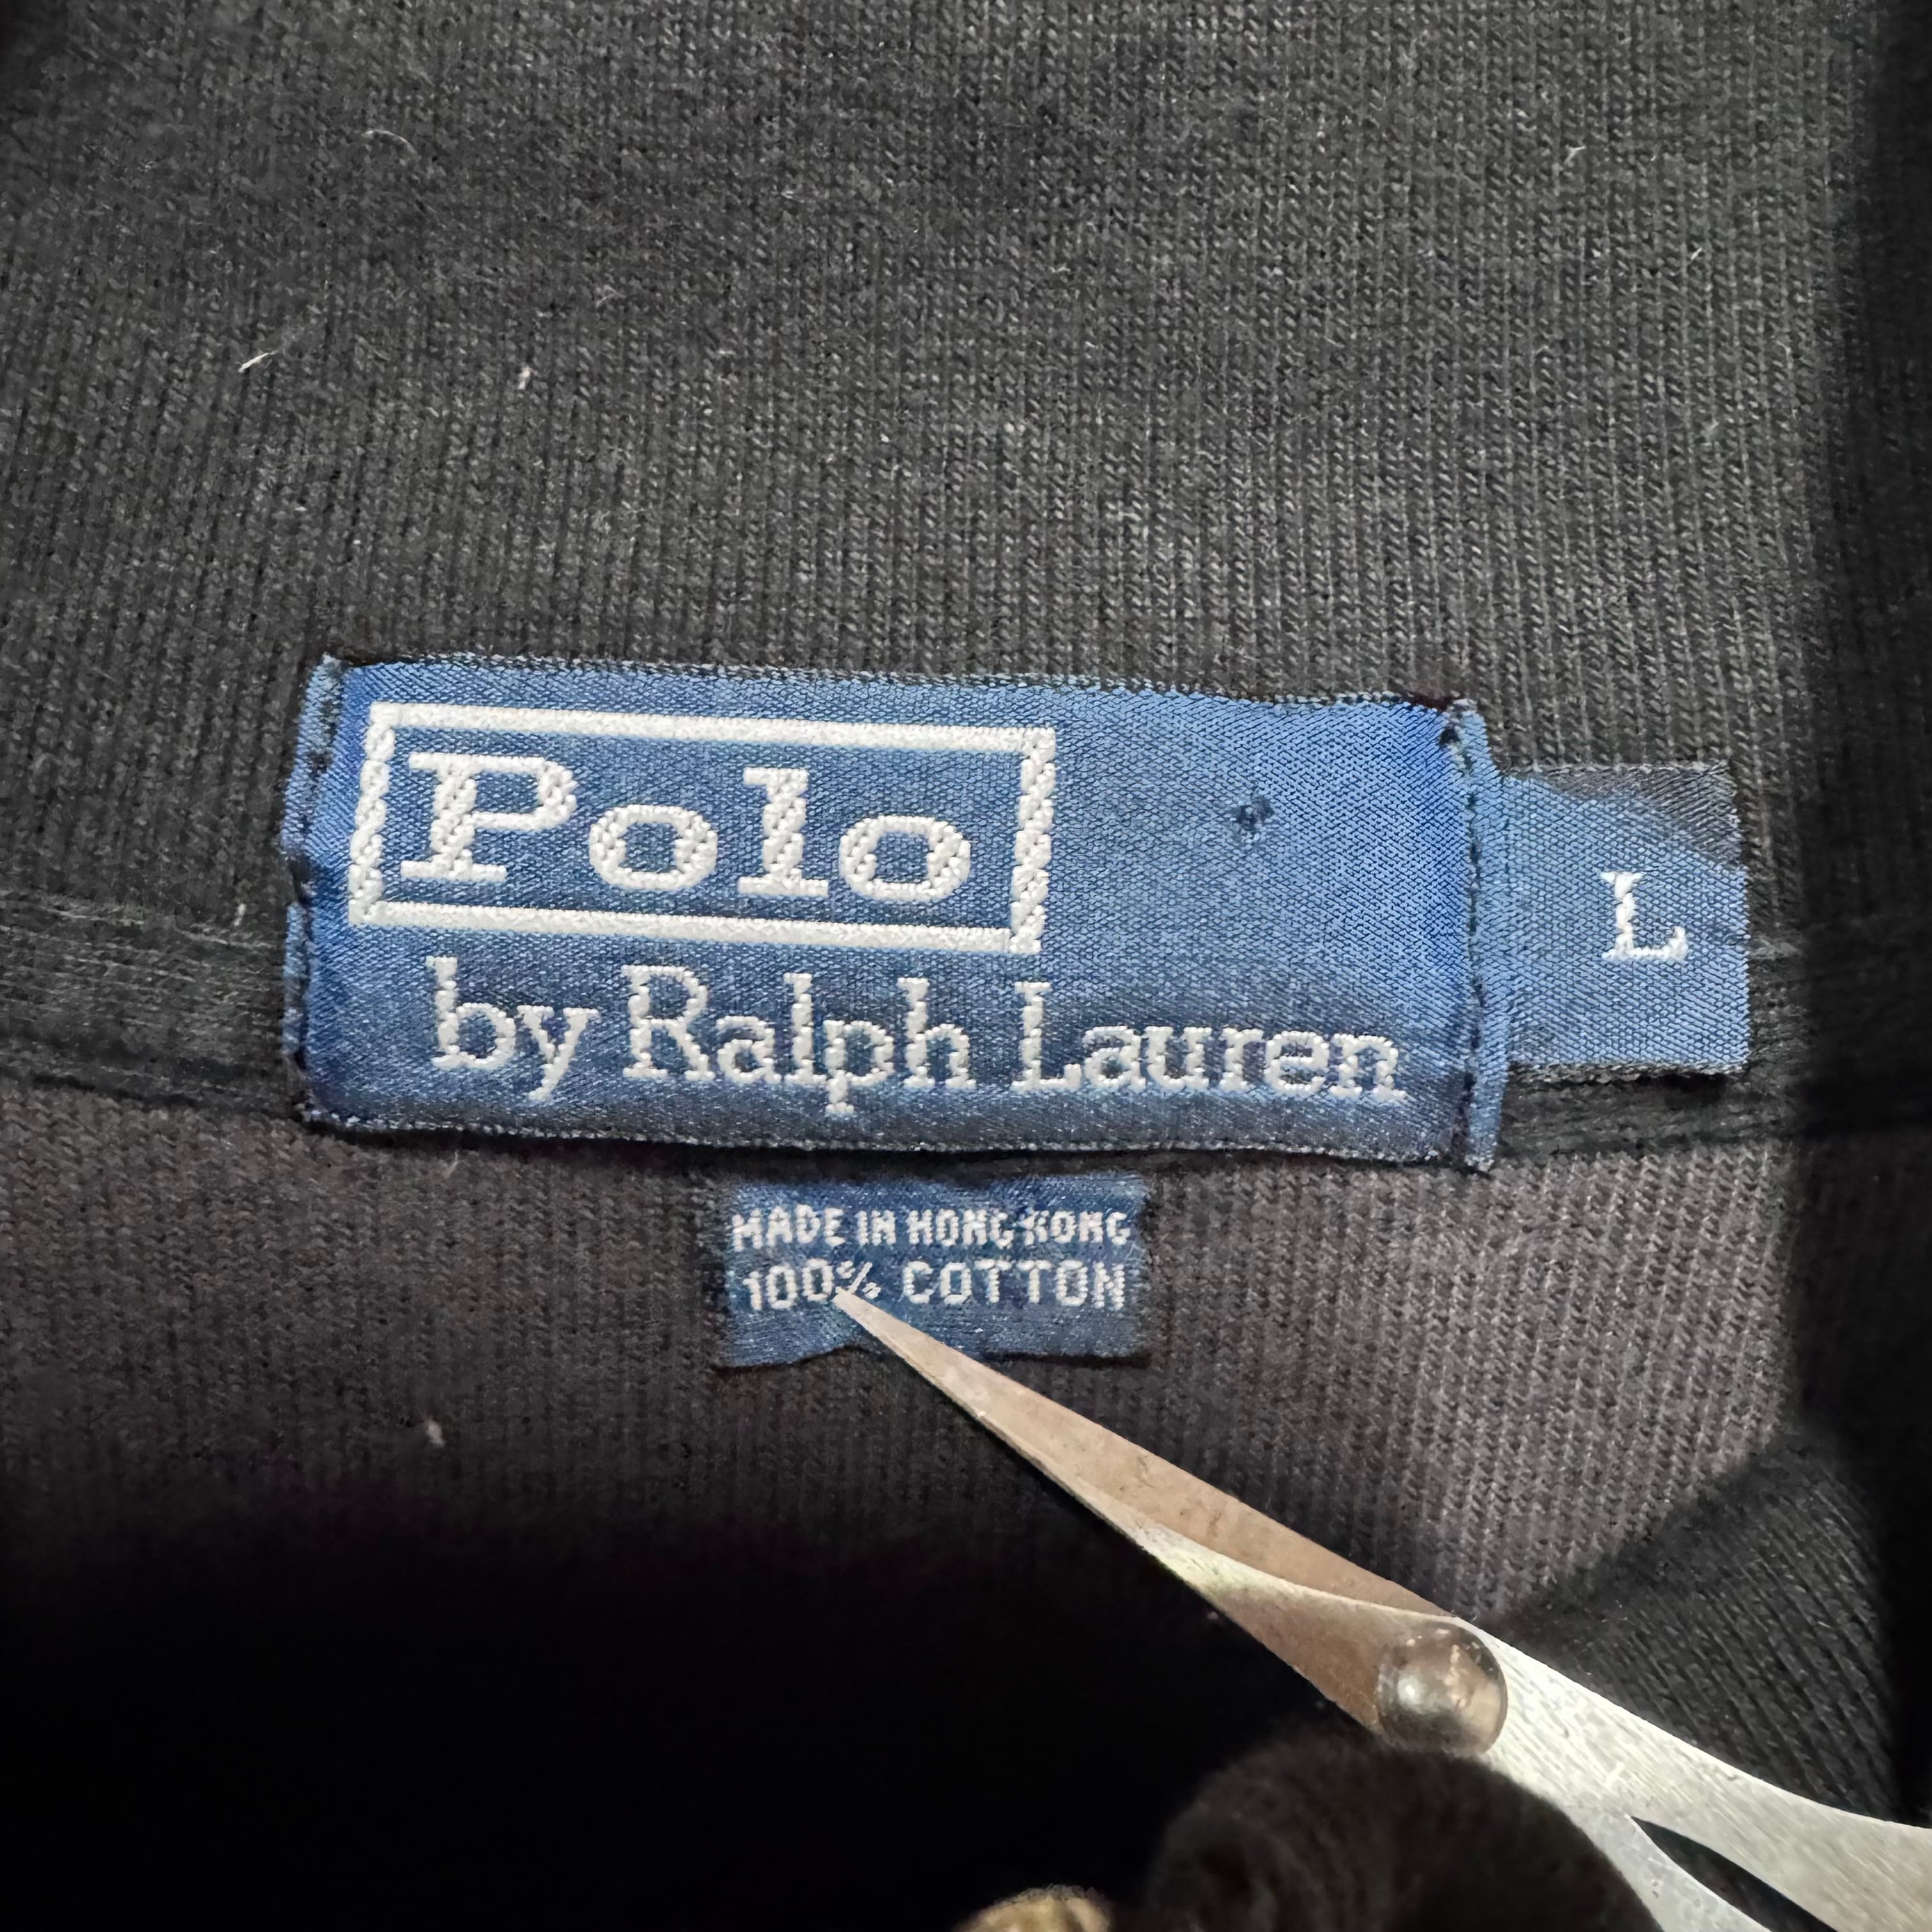 Polo
by Ralph Lauren
L
MADE IN HONG KONG
100% COTTON